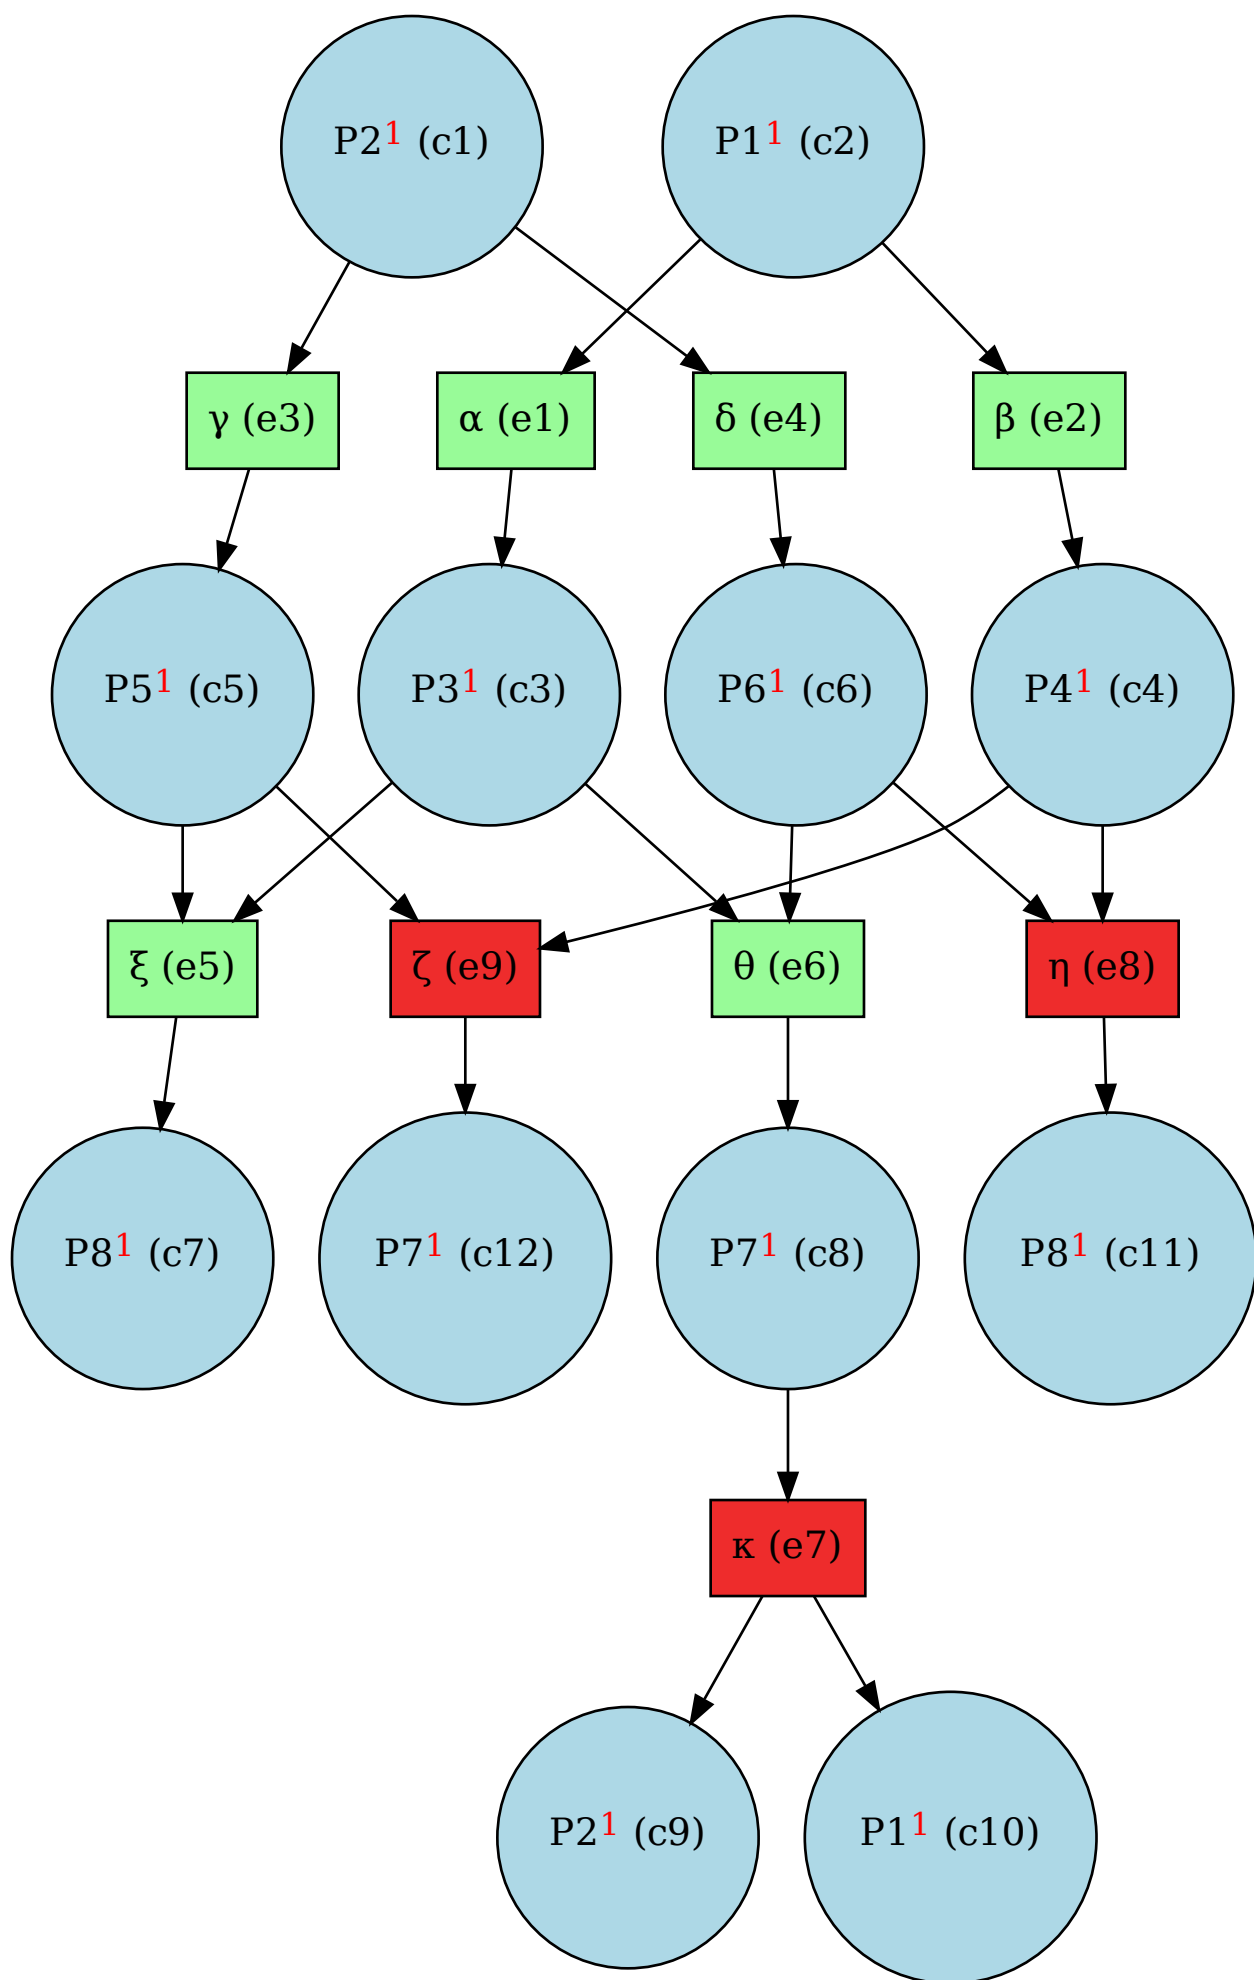 P2¹ (c1)
P1¹ (c2)
γ (e3)
α (e1)
δ (e4)
β (e2)
P5¹ (c5)
P3¹ (c3)
P6¹ (c6)
P4¹ (c4)
ξ (e5)
ζ (e9)
θ (e6)
η (e8)
P8¹ (c7)
P7¹ (c12)
P7¹ (c8)
P8¹ (c11)
κ (e7)
P2¹ (c9)
P1¹ (c10)